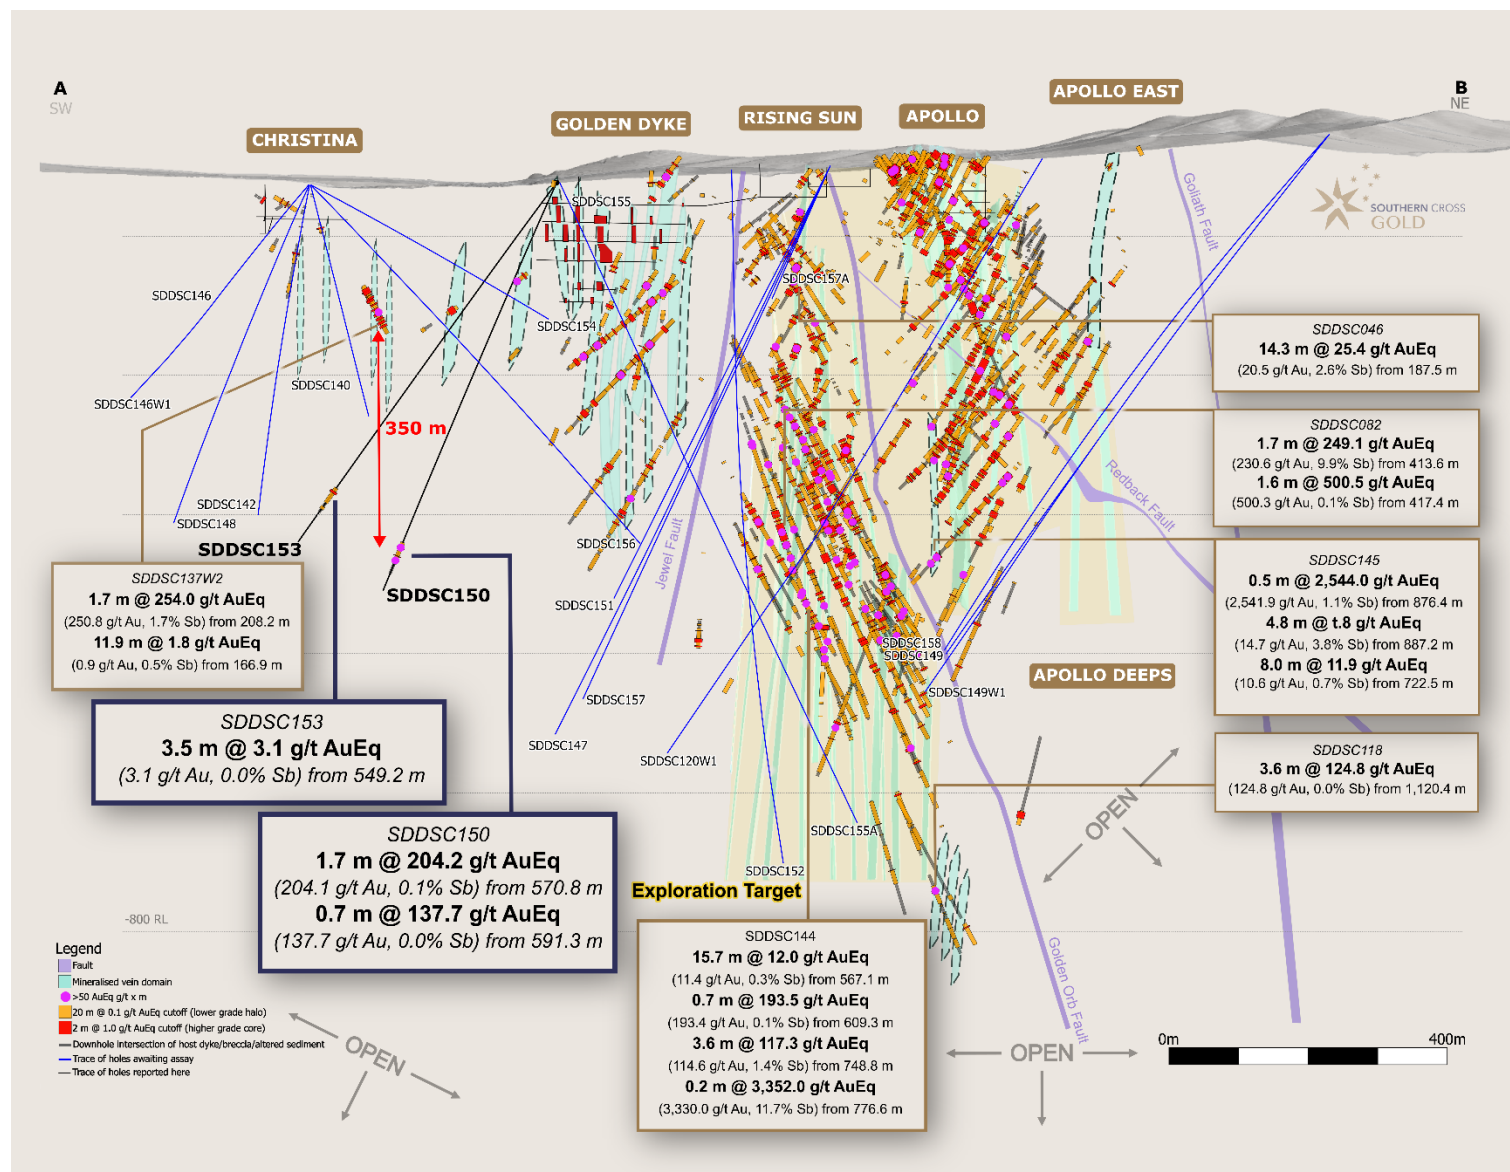 A
SW
B
NE
CHRISTINA
GOLDEN DYKE
RISING SUN
APOLLO
APOLLO EAST
SOUTHERN CROSS
GOLD
Goliath Fault
SDDSC155
SDDSC157A
SDDSC146
SDDSC154
SDDSC140
SDDSC146W1
350 m
SDDSC142
SDDSC148
SDDSC153
SDDSC156
SDDSC150
SDDSC151
Jewel Fault
Redback Fault
SDDSC158
SDDSC149
SDDSC149W1
SDDSC157
SDDSC147
SDDSC120W1
APOLLO DEEPS
SDDSC155A
SDDSC152
Exploration Target
Golden Orb Fault
SDDSC046
14.3 m @ 25.4 g/t AuEq
(20.5 g/t Au, 2.6% Sb) from 187.5 m
SDDSC082
1.7 m @ 249.1 g/t AuEq
(230.6 g/t Au, 9.9% Sb) from 413.6 m
1.6 m @ 500.5 g/t AuEq
(500.3 g/t Au, 0.1% Sb) from 417.4 m
SDDSC145
0.5 m @ 2,544.0 g/t AuEq
(2,541.9 g/t Au, 1.1% Sb) from 876.4 m
4.8 m @ t.8 g/t AuEq
(14.7 g/t Au, 3.8% Sb) from 887.2 m
8.0 m @ 11.9 g/t AuEq
(10.6 g/t Au, 0.7% Sb) from 722.5 m
SDDSC118
3.6 m @ 124.8 g/t AuEq
(124.8 g/t Au, 0.0% Sb) from 1,120.4 m
SDDSC137W2
1.7 m @ 254.0 g/t AuEq
(250.8 g/t Au, 1.7% Sb) from 208.2 m
11.9 m @ 1.8 g/t AuEq
(0.9 g/t Au, 0.5% Sb) from 166.9 m
SDDSC153
3.5 m @ 3.1 g/t AuEq
(3.1 g/t Au, 0.0% Sb) from 549.2 m
SDDSC150
1.7 m @ 204.2 g/t AuEq
(204.1 g/t Au, 0.1% Sb) from 570.8 m
0.7 m @ 137.7 g/t AuEq
(137.7 g/t Au, 0.0% Sb) from 591.3 m
SDDSC144
15.7 m @ 12.0 g/t AuEq
(11.4 g/t Au, 0.3% Sb) from 567.1 m
0.7 m @ 193.5 g/t AuEq
(193.4 g/t Au, 0.1% Sb) from 609.3 m
3.6 m @ 117.3 g/t AuEq
(114.6 g/t Au, 1.4% Sb) from 748.8 m
0.2 m @ 3,352.0 g/t AuEq
(3,330.0 g/t Au, 11.7% Sb) from 776.6 m
-800 RL
Legend
Fault
Mineralised vein domain
>50 AuEq g/t x m
20 m @ 0.1 g/t AuEq cutoff (lower grade halo)
2 m @ 1.0 g/t AuEq cutoff (higher grade core)
Downhole intersection of host dyke/breccia/altered sediment
Trace of holes awaiting assay
Trace of holes reported here
OPEN
OPEN
OPEN
0m
400m